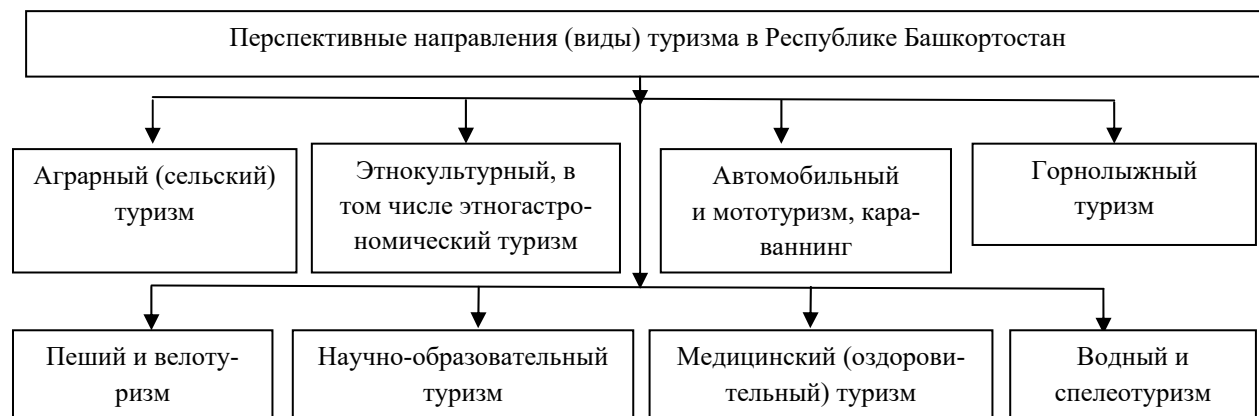 Перспективные направления (виды) туризма в Республике Башкортостан
Аграрный (сельский)
туризм
Этнокультурный, в
том числе этногастро-
номический туризм
Автомобильный
и мототуризм, кара-
ваннинг
Горнолыжный
туризм
Пеший и велоту-
ризм
Научно-образовательный
туризм
Медицинский (оздорови-
тельный) туризм
Водный и
спелеотуризм